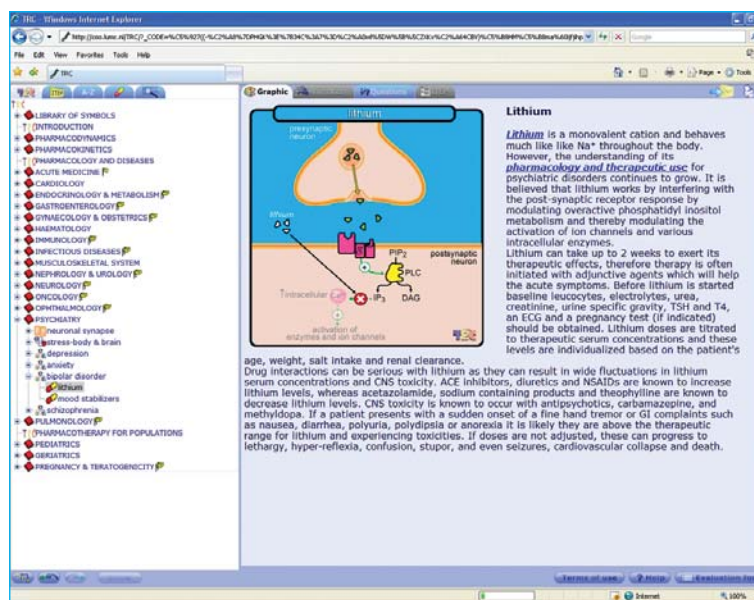 TRC - Windows Internet Explorer
Google
File Edit View Favorites Tools Help
TRC
Page Tools
A-Z
TRC
LIBRARY OF SYMBOLS
INTRODUCTION
PHARMACODYNAMICS
PHARMACOKINETICS
PHARMACOLOGY AND DISEASES
ACUTE MEDICINE
CARDIOLOGY
ENDOCRINOLOGY & METABOLISM
GASTROENTEROLOGY
GYNAECOLOGY & OBSTETRICS
HAEMATOLOGY
IMMUNOLOGY
INFECTIOUS DISEASES
MUSCULOSKELETAL SYSTEM
NEPHROLOGY & UROLOGY
NEUROLOGY
ONCOLOGY
OPHTHALMOLOGY
PSYCHIATRY
neuronal synapse
stress-body & brain
depression
anxiety
bipolar disorder
lithium
mood stabilizers
schizophrenia
PULMONOLOGY
PHARMACOTHERAPY FOR POPULATIONS
PEDIATRICS
GERIATRICS
PREGNANCY & TERATOGENICITY
Graphic
Questions
lithium
presynaptic
neuron
lithium
postsynaptic
neuron
PIP2
PLC
IP3
DAG
intracellular
activation of
enzymes and ion channels
Lithium
Lithium is a monovalent cation and behaves
much like like Na+ throughout the body.
However, the understanding of its
pharmacology and therapeutic use for
psychiatric disorders continues to grow. It is
believed that lithium works by interfering with
the post-synaptic receptor response by
modulating overactive phosphatidyl inositol
metabolism and thereby modulating the
activation of ion channels and various
intracellular enzymes.
Lithium can take up to 2 weeks to exert its
therapeutic effects, therefore therapy is often
initiated with adjunctive agents which will help
the acute symptoms. Before lithium is started
baseline leucocytes, electrolytes, urea,
creatinine, urine specific gravity, TSH and T4,
an ECG and a pregnancy test (if indicated)
should be obtained. Lithium doses are titrated
to therapeutic serum concentrations and these
levels are individualized based on the patient's
age, weight, salt intake and renal clearance.
Drug interactions can be serious with lithium as they can result in wide fluctuations in lithium
serum concentrations and CNS toxicity. ACE inhibitors, diuretics and NSAIDs are known to increase
lithium levels, whereas acetazolamide, sodium containing products and theophylline are known to
decrease lithium levels. CNS toxicity is known to occur with antipsychotics, carbamazepine, and
methyldopa. If a patient presents with a sudden onset of a fine hand tremor or GI complaints such
as nausea, diarrhea, polyuria, polydipsia or anorexia it is likely they are above the therapeutic
range for lithium and experiencing toxicities. If doses are not adjusted, these can progress to
lethargy, hyper-reflexia, confusion, stupor, and even seizures, cardiovascular collapse and death.
Terms of use ? Help Evaluation for
Internet 100%